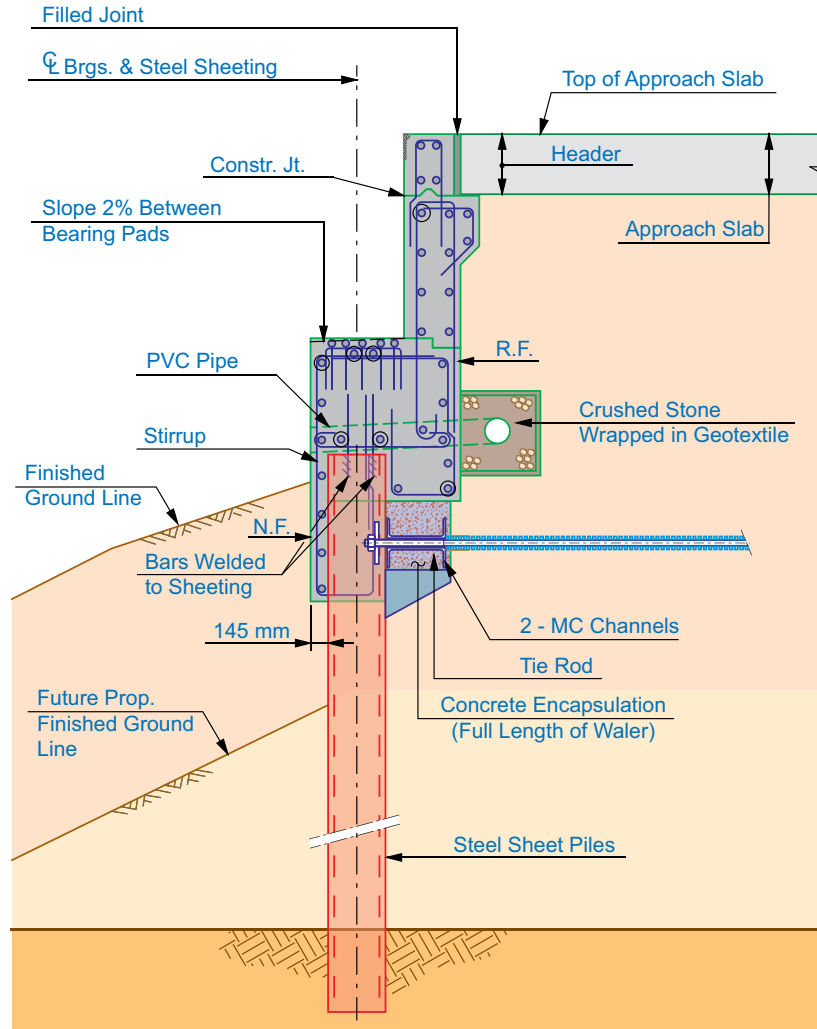 Filled Joint
℄ Brgs. & Steel Sheeting
Top of Approach Slab
Header
Constr. Jt.
Slope 2% Between
Bearing Pads
Approach Slab
R.F.
PVC Pipe
Crushed Stone
Wrapped in Geotextile
Stirrup
Finished
Ground Line
N.F.
Bars Welded
to Sheeting
145 mm
2 - MC Channels
Tie Rod
Future Prop.
Finished Ground
Line
Concrete Encapsulation
(Full Length of Waler)
Steel Sheet Piles